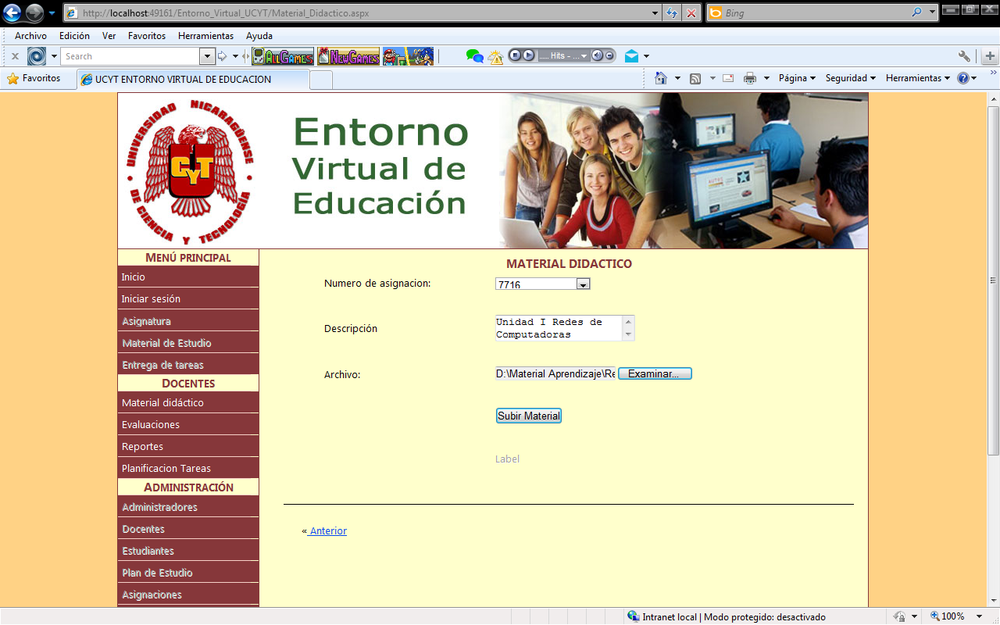 http://localhost:49161/Entorno_Virtual_UCYT/Material_Didactico.aspx
Bing
Archivo Edición Ver Favoritos Herramientas Ayuda
Search
ALLGAMES
NEWGAMES
..... Hits - ...
Favoritos
UCYT ENTORNO VIRTUAL DE EDUCACION
Página Seguridad Herramientas
UNIVERSIDAD NICARAGÜENSE
DE CIENCIA Y TECNOLOGÍA
CYT
Entorno
Virtual de
Educación
MENÚ PRINCIPAL
Inicio
Iniciar sesión
Asignatura
Material de Estudio
Entrega de tareas
DOCENTES
Material didáctico
Evaluaciones
Reportes
Planificacion Tareas
ADMINISTRACIÓN
Administradores
Docentes
Estudiantes
Plan de Estudio
Asignaciones
MATERIAL DIDACTICO
Numero de asignacion: 7716
Descripción
Unidad I Redes de
Computadoras
Archivo: D:\Material Aprendizaje\Re Examinar...
Subir Material
Label
« Anterior
Intranet local | Modo protegido: desactivado
100%